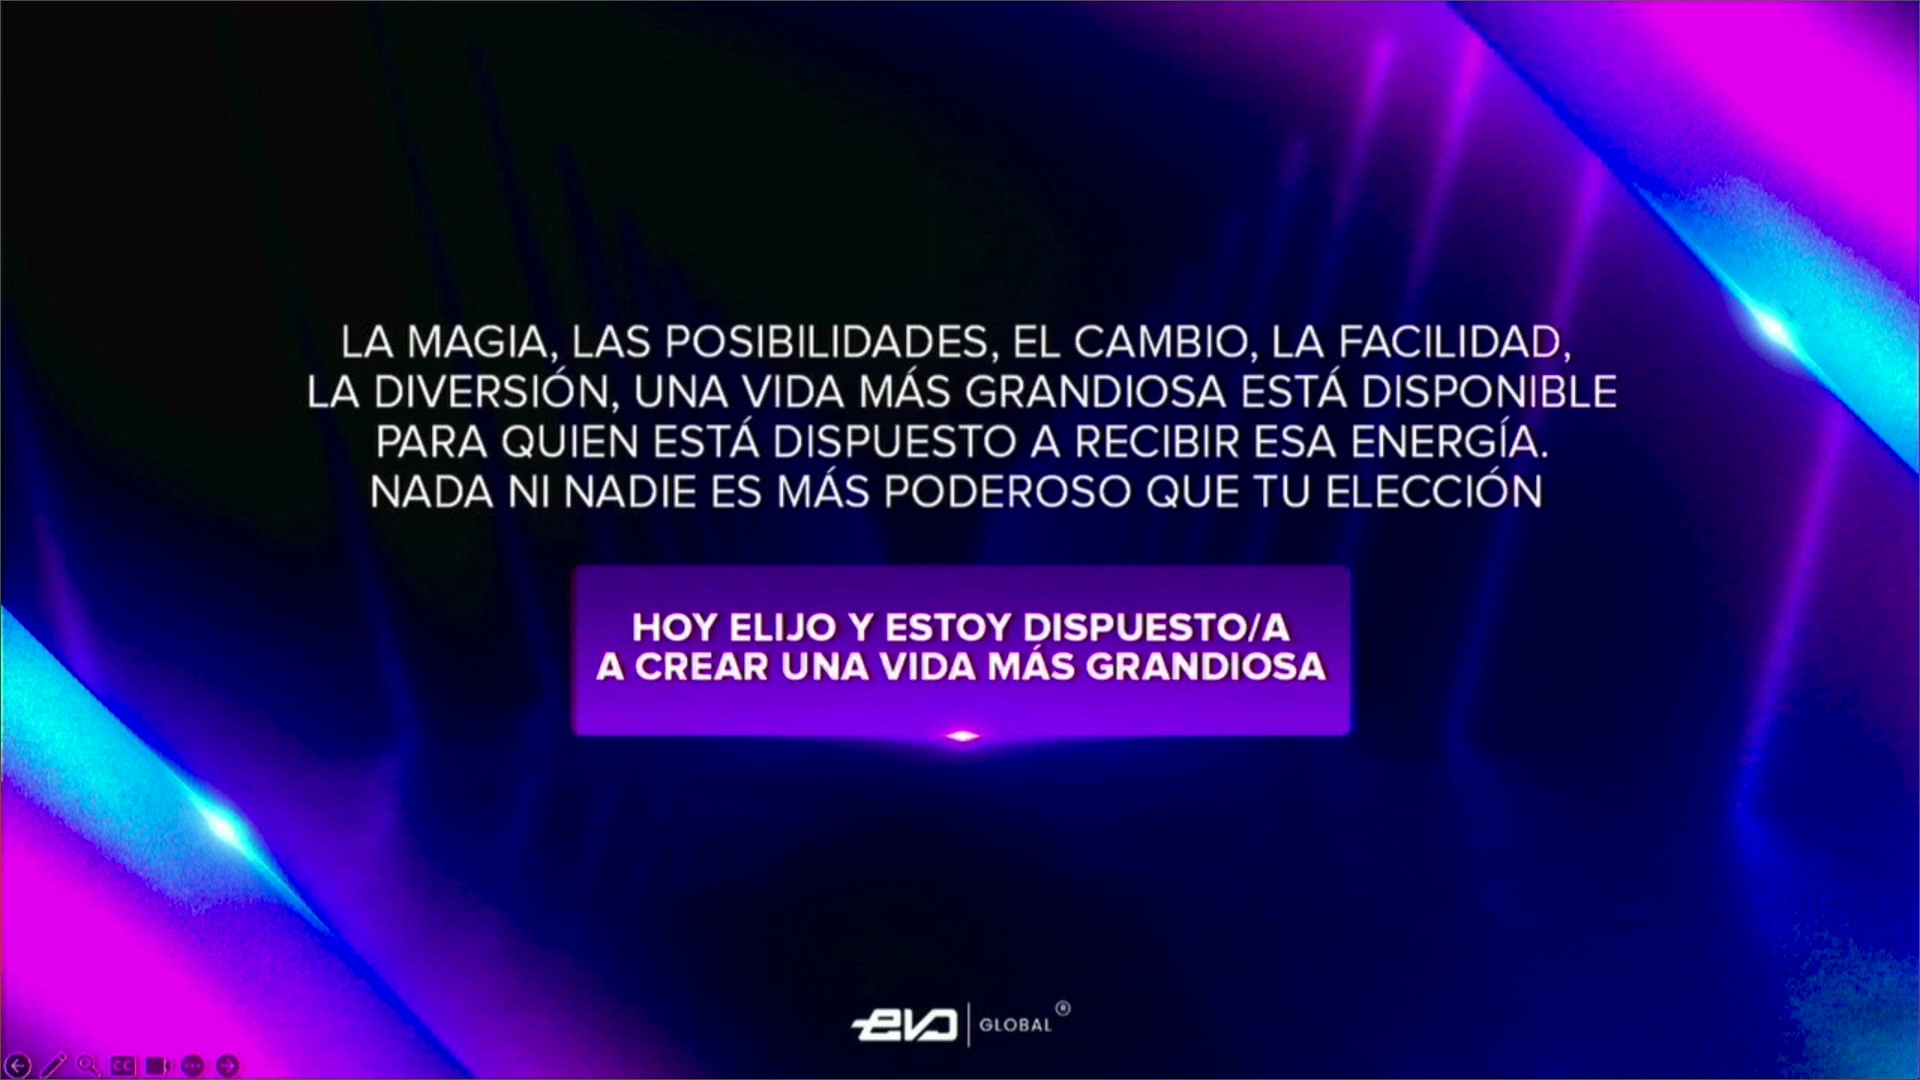 LA MAGIA, LAS POSIBILIDADES, EL CAMBIO, LA FACILIDAD,
LA DIVERSIÓN, UNA VIDA MÁS GRANDIOSA ESTÁ DISPONIBLE
PARA QUIEN ESTÁ DISPUESTO A RECIBIR ESA ENERGÍA.
NADA NI NADIE ES MÁS PODEROSO QUE TU ELECCIÓN
HOY ELIJO Y ESTOY DISPUESTO/A
A CREAR UNA VIDA MÁS GRANDIOSA
evo GLOBAL ®
CC